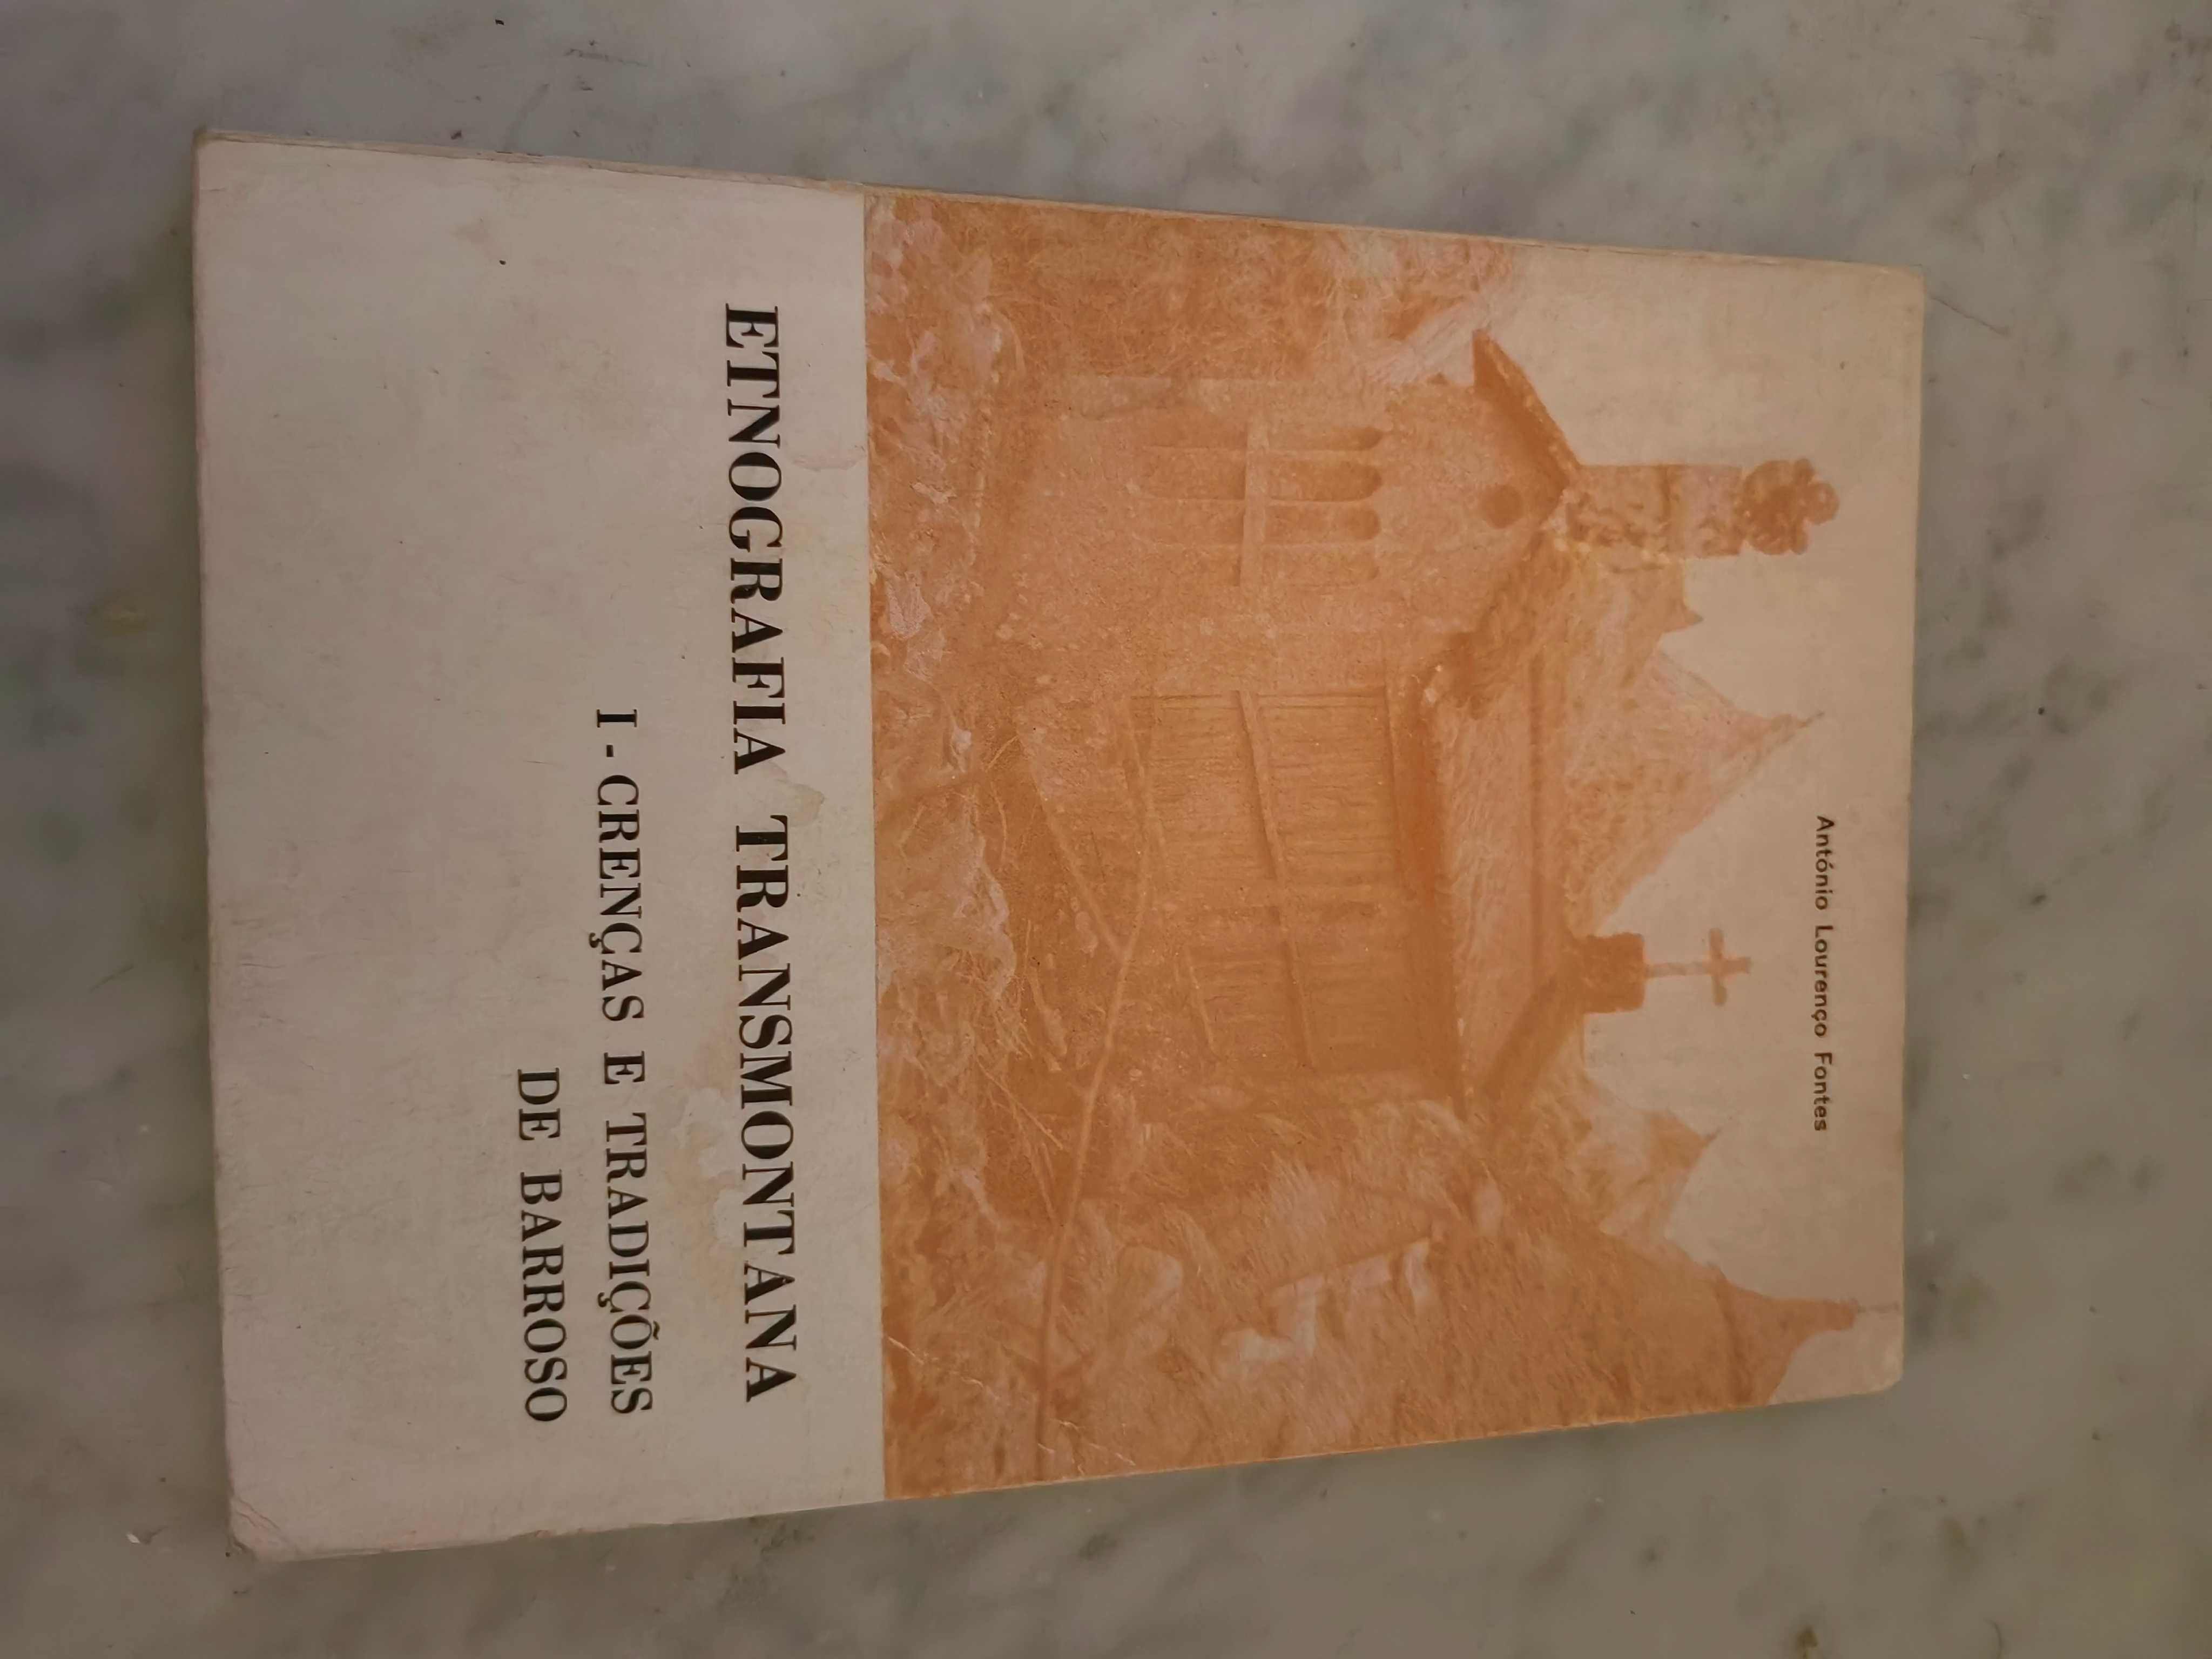 António Lourenço Fontes
ETNOGRAFIA TRANSMONTANA
I - CRENÇAS E TRADIÇÕES
DE BARROSO